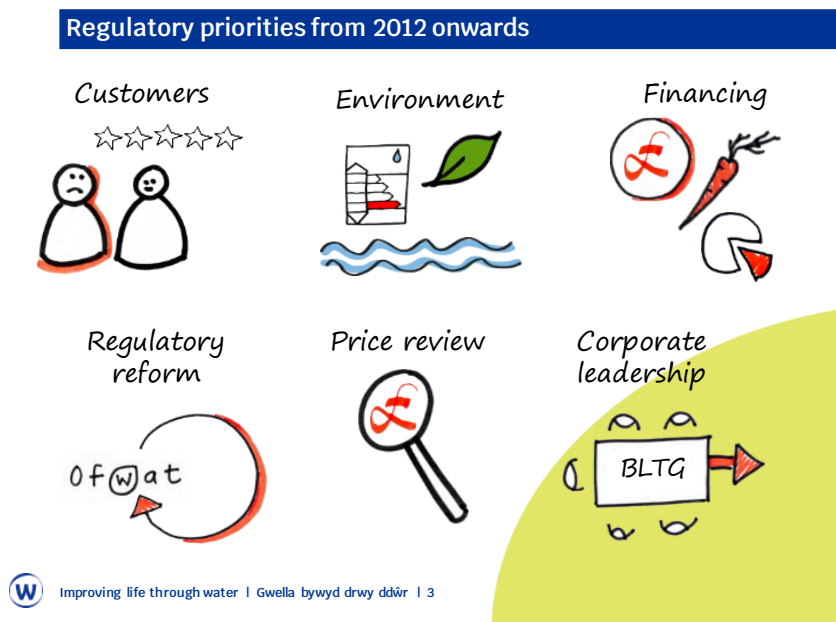 Regulatory priorities from 2012 onwards
Customers
Environment
Financing
£
Regulatory
reform
Price review
Corporate
leadership
Ofwat
£
BLTG
W
Improving life through water | Gwella bywyd drwy ddŵr | 3